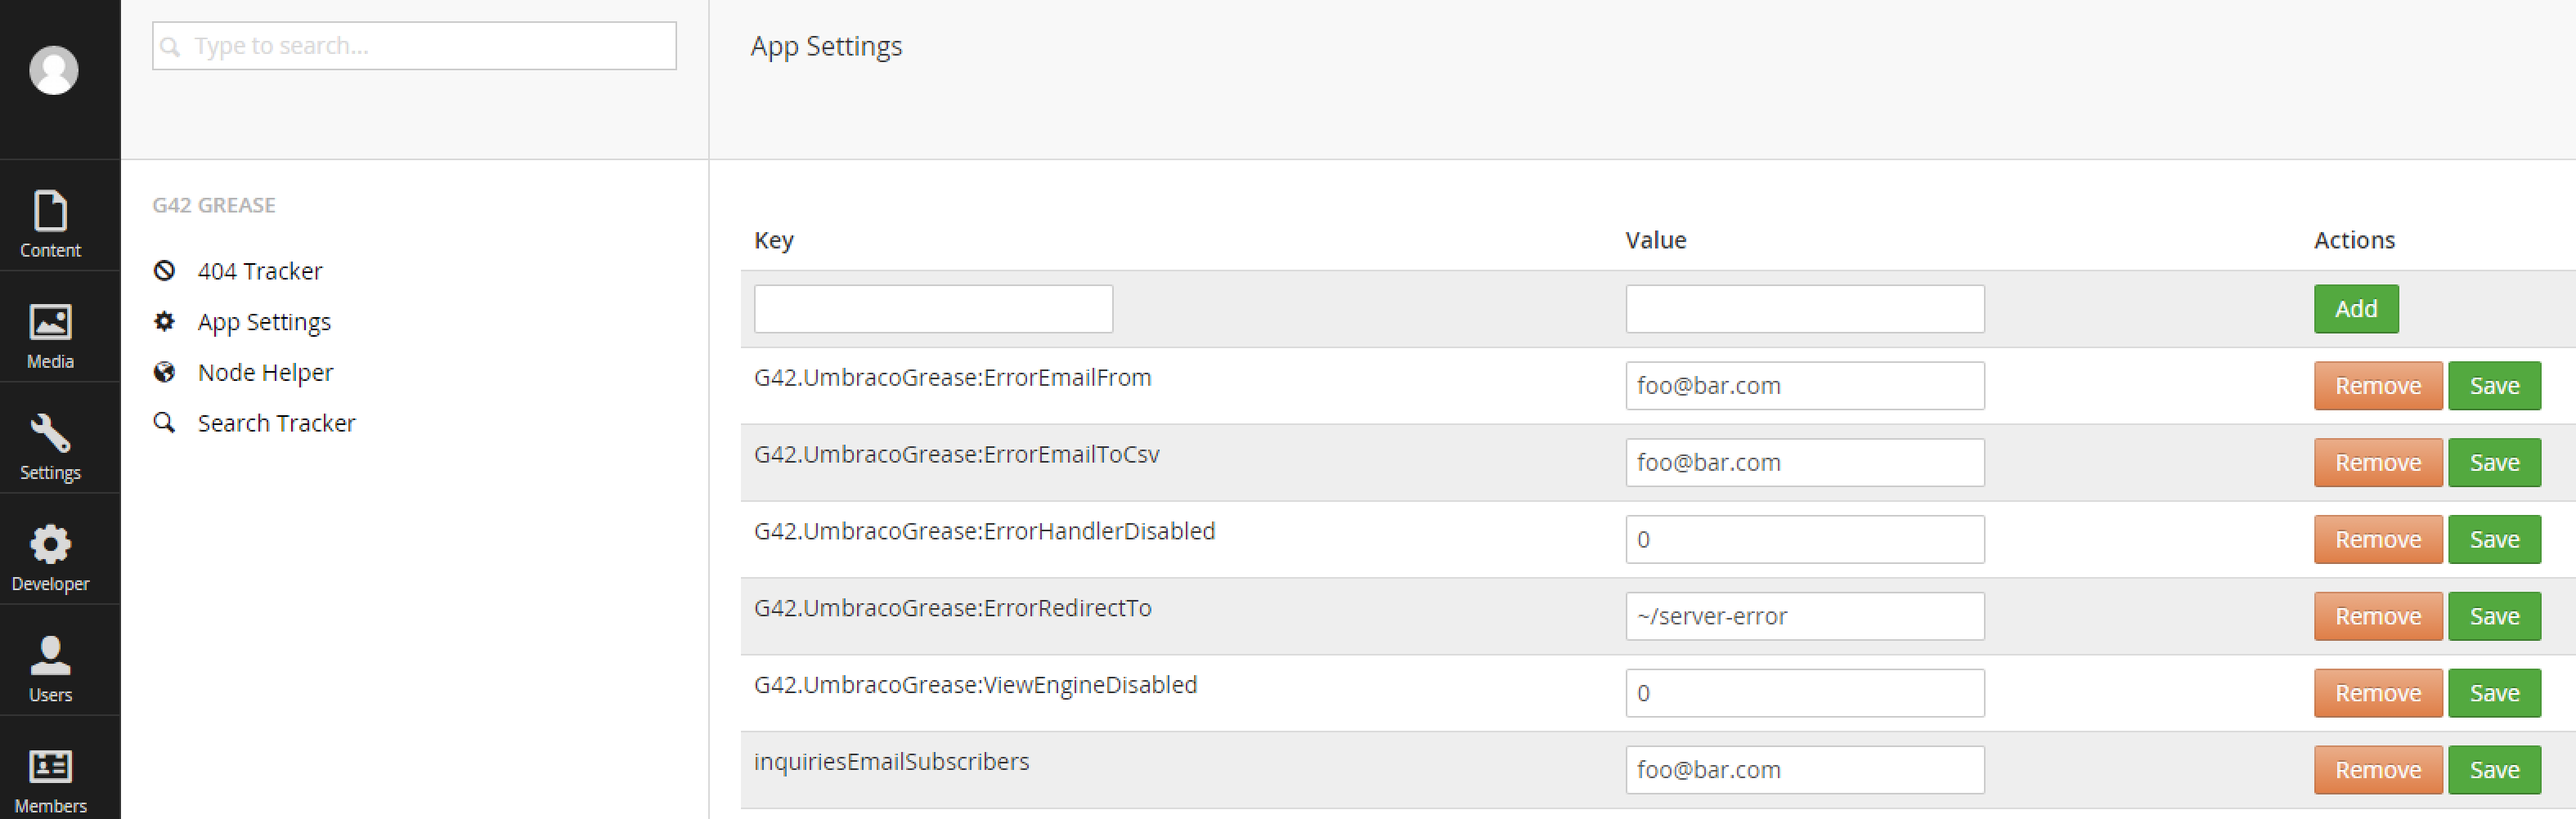 Type to search...
App Settings
Content
Media
Settings
Developer
Users
Members
G42 GREASE
404 Tracker
App Settings
Node Helper
Search Tracker
Key Value Actions
Add
G42.UmbracoGrease:ErrorEmailFrom foo@bar.com Remove Save
G42.UmbracoGrease:ErrorEmailToCsv foo@bar.com Remove Save
G42.UmbracoGrease:ErrorHandlerDisabled 0 Remove Save
G42.UmbracoGrease:ErrorRedirectTo ~/server-error Remove Save
G42.UmbracoGrease:ViewEngineDisabled 0 Remove Save
inquiriesEmailSubscribers foo@bar.com Remove Save